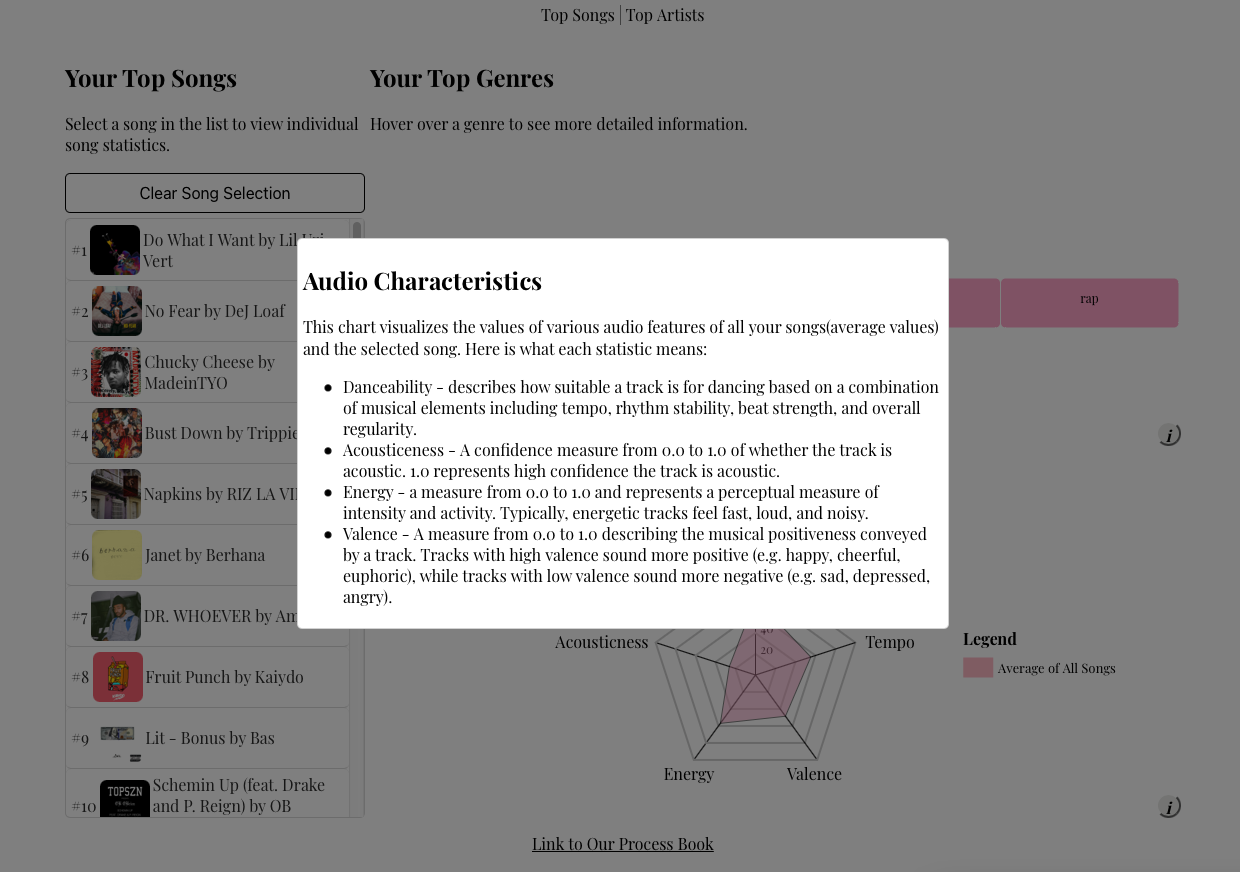 Top Songs | Top Artists
Your Top Songs
Select a song in the list to view individual
song statistics.
Your Top Genres
Hover over a genre to see more detailed information.
Clear Song Selection
#1
Do What I Want by Lil Uzi
Vert
#2 No Fear by DeJ Loaf
#3
Chucky Cheese by
MadeinTYO
#4 Bust Down by Trippie
#5 Napkins by RIZ LA
#6 Janet by Berhana
#7 DR. WHOEVER by
#8 Fruit Punch by Kaiydo
#9 Lit - Bonus by Bas
#10
TOPSZN
Schemin Up (feat. Drake
and P. Reign) by OB
rap
Audio Characteristics
This chart visualizes the values of various audio features of all your songs(average values)
and the selected song. Here is what each statistic means:
• Danceability - describes how suitable a track is for dancing based on a combination
of musical elements including tempo, rhythm stability, beat strength, and overall
regularity.
• Acousticeness - A confidence measure from 0.0 to 1.0 of whether the track is
acoustic. 1.0 represents high confidence the track is acoustic.
• Energy - a measure from 0.0 to 1.0 and represents a perceptual measure of
intensity and activity. Typically, energetic tracks feel fast, loud, and noisy.
• Valence - A measure from 0.0 to 1.0 describing the musical positiveness conveyed
by a track. Tracks with high valence sound more positive (e.g. happy, cheerful,
euphoric), while tracks with low valence sound more negative (e.g. sad, depressed,
angry).
i
40
20
Acousticness
Tempo
Energy
Valence
Legend
Average of All Songs
i
Link to Our Process Book